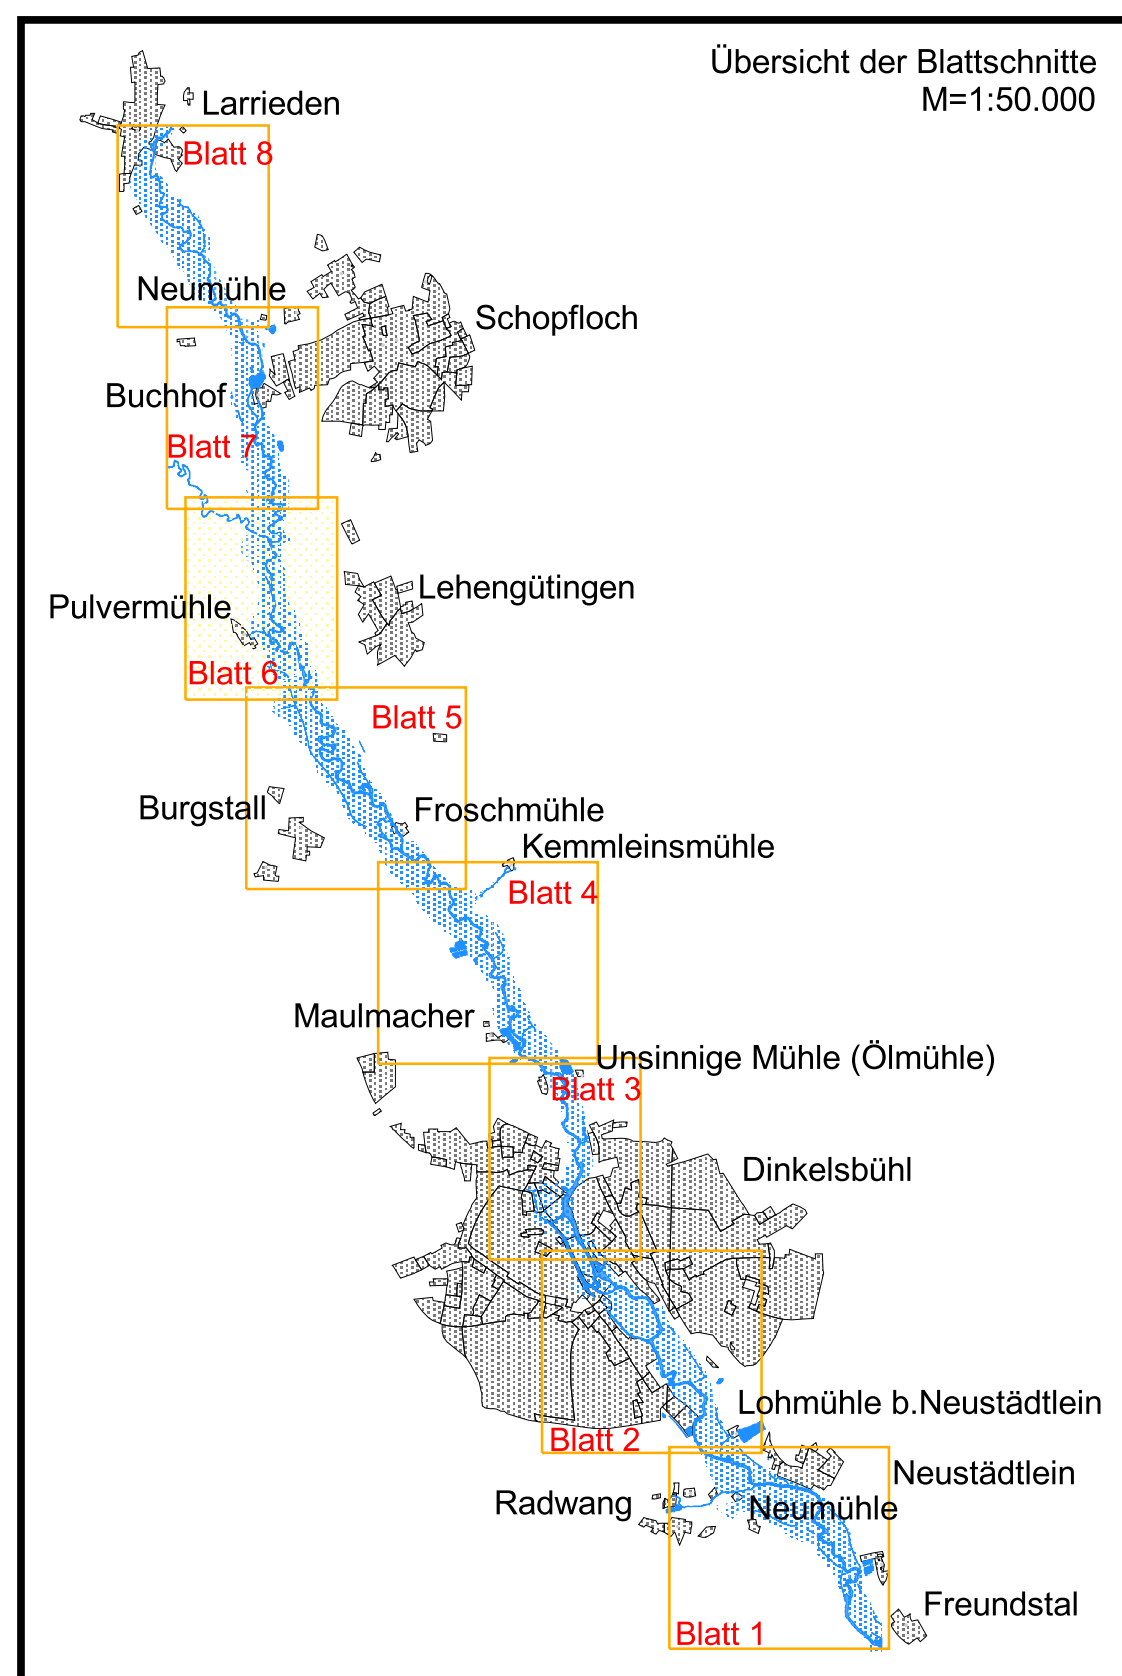 Übersicht der Blattschnitte
M=1:50.000
Larrieden
Blatt 8
Neumühle
Schopfloch
Buchhof
Blatt 7
Lehengütingen
Pulvermühle
Blatt 6
Blatt 5
Burgstall
Froschmühle
Kemmleinsmühle
Blatt 4
Maulmacher
Unsinnige Mühle (Ölmühle)
Blatt 3
Dinkelsbühl
Lohmühle b.Neustädtlein
Blatt 2
Neustädtlein
Radwang
Neumühle
Freundstal
Blatt 1